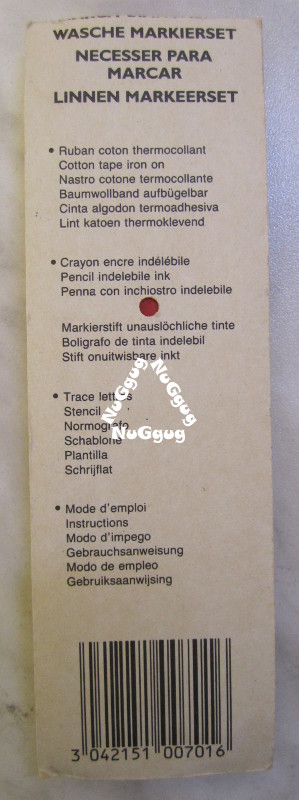 WASCHE MARKIERSET
NECESSER PARA
MARCAR
LINNEN MARKEERSET
• Ruban coton thermocollant
Cotton tape iron on
Nastro cotone termocollante
Baumwollband aufbügelbar
Cinta algodon termoadhesiva
Lint katoen thermoklevend
• Crayon encre indélébile
Pencil indelebile ink
Penna con inchiostro indelebile
Markierstift unauslöchliche tinte
Boligrafo de tinta indelebil
Stift onuitwisbare inkt
• Trace letters
Stencil
Normografo
Schablone
Plantilla
Schrijflat
NuGgug
NuGgug
NuGgug
• Mode d'emploi
Instructions
Modo d'impego
Gebrauchsanweisung
Modo de empleo
Gebruiksaanwijsing
3 042151 007016